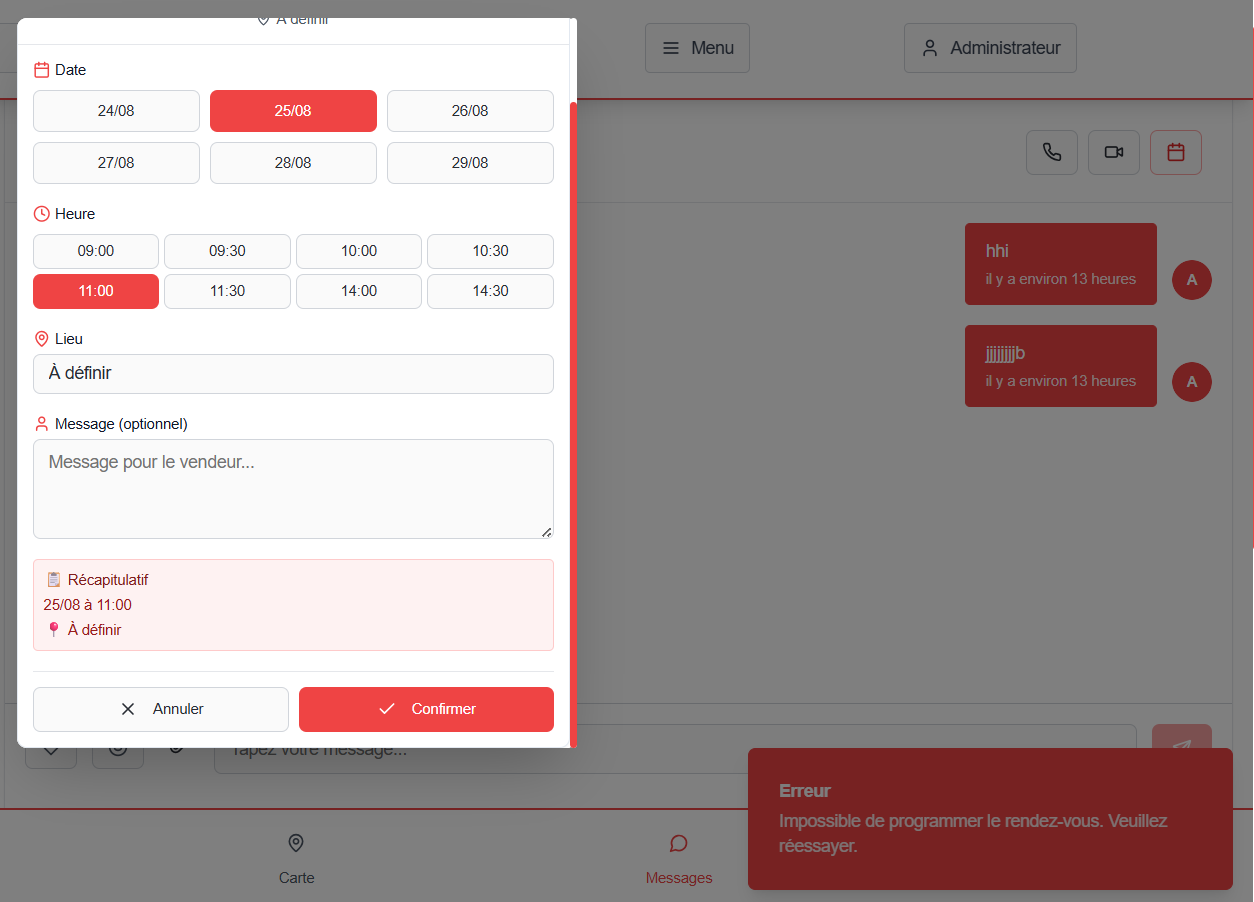 À définir
Menu
Administrateur
Date
24/08
25/08
26/08
27/08
28/08
29/08
Heure
09:00
09:30
10:00
10:30
11:00
11:30
14:00
14:30
Lieu
À définir
Message (optionnel)
Message pour le vendeur...
Récapitulatif
25/08 à 11:00
À définir
Annuler
Confirmer
hhi
il y a environ 13 heures
A
jjjjjjjjb
il y a environ 13 heures
A
Tapez votre message...
Erreur
Impossible de programmer le rendez-vous. Veuillez
réessayer.
Carte
Messages